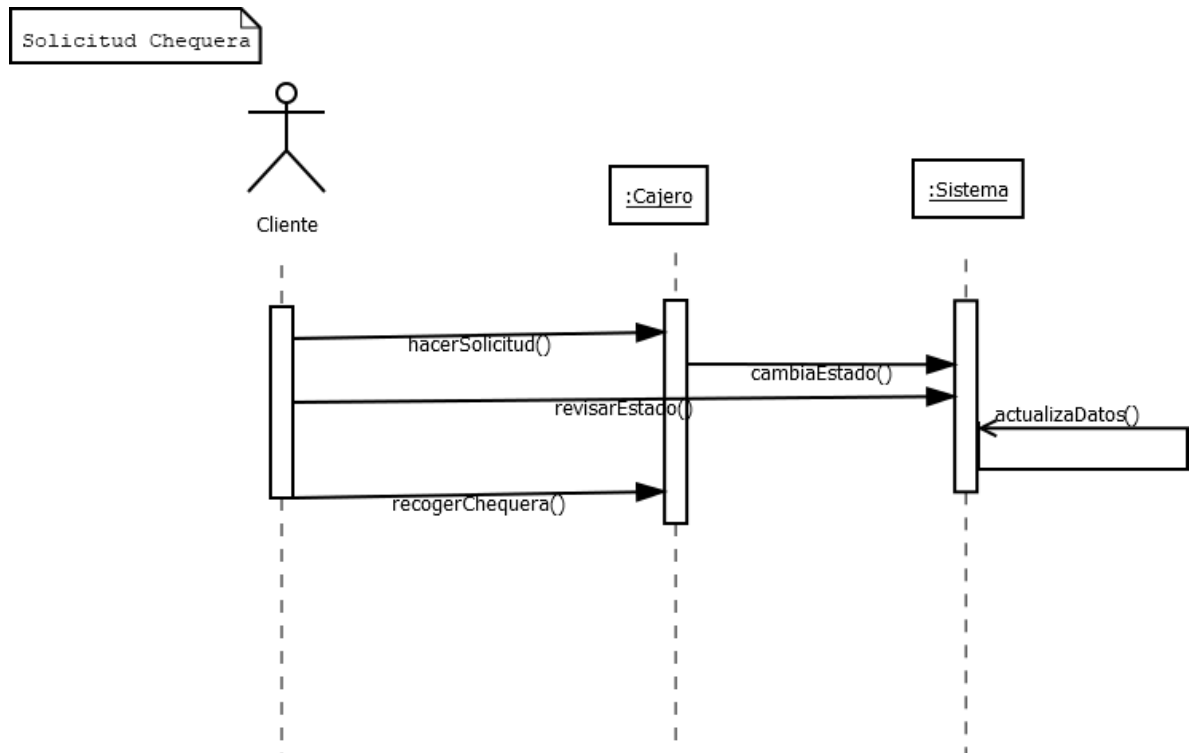 Solicitud Chequera
Cliente
:Cajero
:Sistema
hacerSolicitud()
cambiaEstado()
revisarEstado()
actualizaDatos()
recogerChequera()